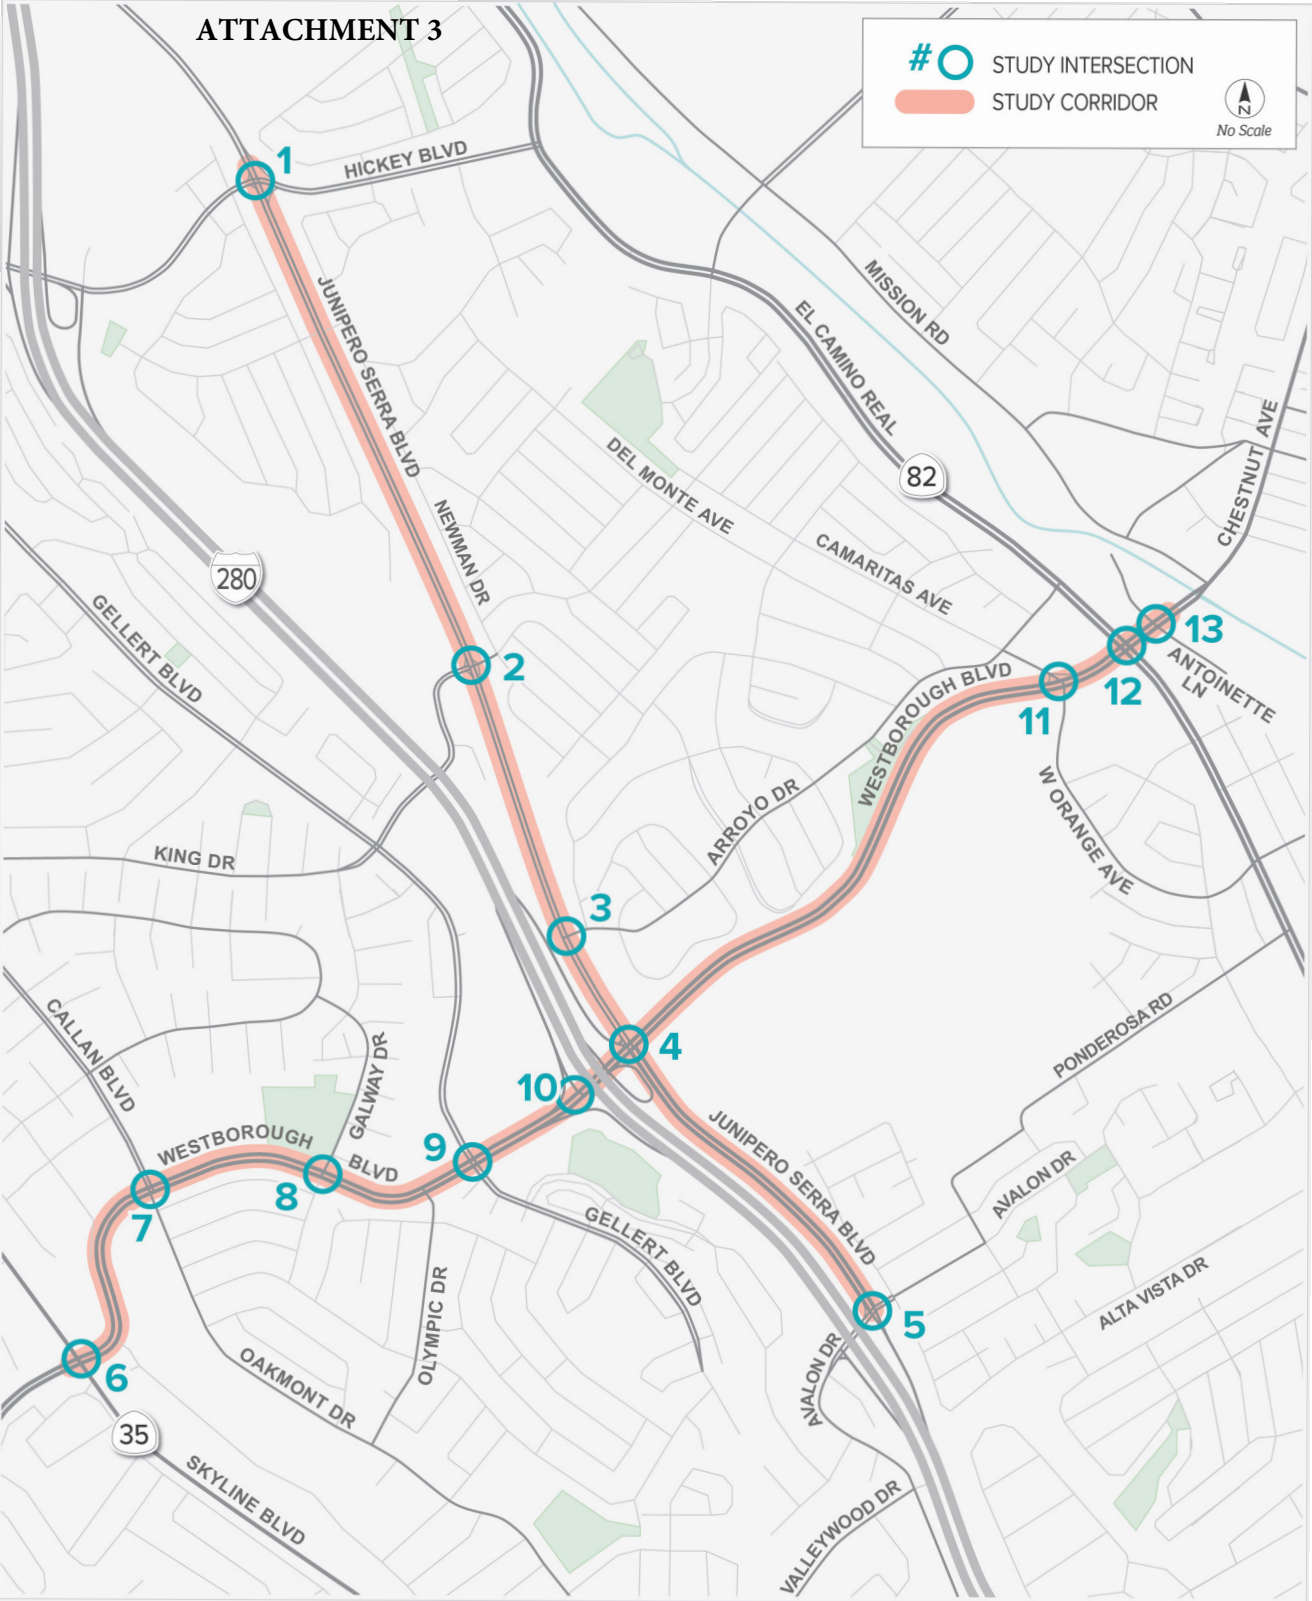 ATTACHMENT 3
# STUDY INTERSECTION
STUDY CORRIDOR
N
No Scale
1
HICKEY BLVD
JUNIPERO SERRA BLVD
MISSION RD
EL CAMINO REAL
CHESTNUT AVE
DEL MONTE AVE
82
NEWMAN DR
CAMARITAS AVE
280
GELLERT BLVD
2
13
12
ANTOINETTE
LN
11
WESTBOROUGH BLVD
W ORANGE AVE
ARROYO DR
KING DR
3
4
CALLAN BLVD
GALWAY DR
PONDEROSA RD
10
9
WESTBOROUGH
BLVD
8
7
JUNIPERO SERRA BLVD
AVALON DR
GELLERT BLVD
OLYMPIC DR
ALTA VISTA DR
5
6
OAKMONT DR
AVALON DR
35
SKYLINE BLVD
VALLEYWOOD DR